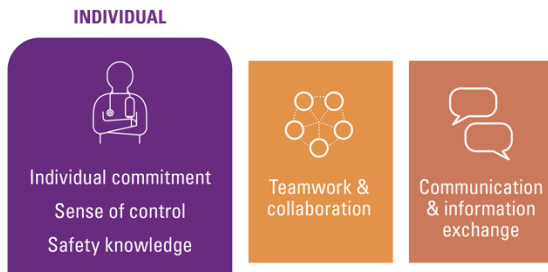 INDIVIDUAL
Individual commitment
Sense of control
Safety knowledge
Teamwork &
collaboration
Communication
& information
exchange